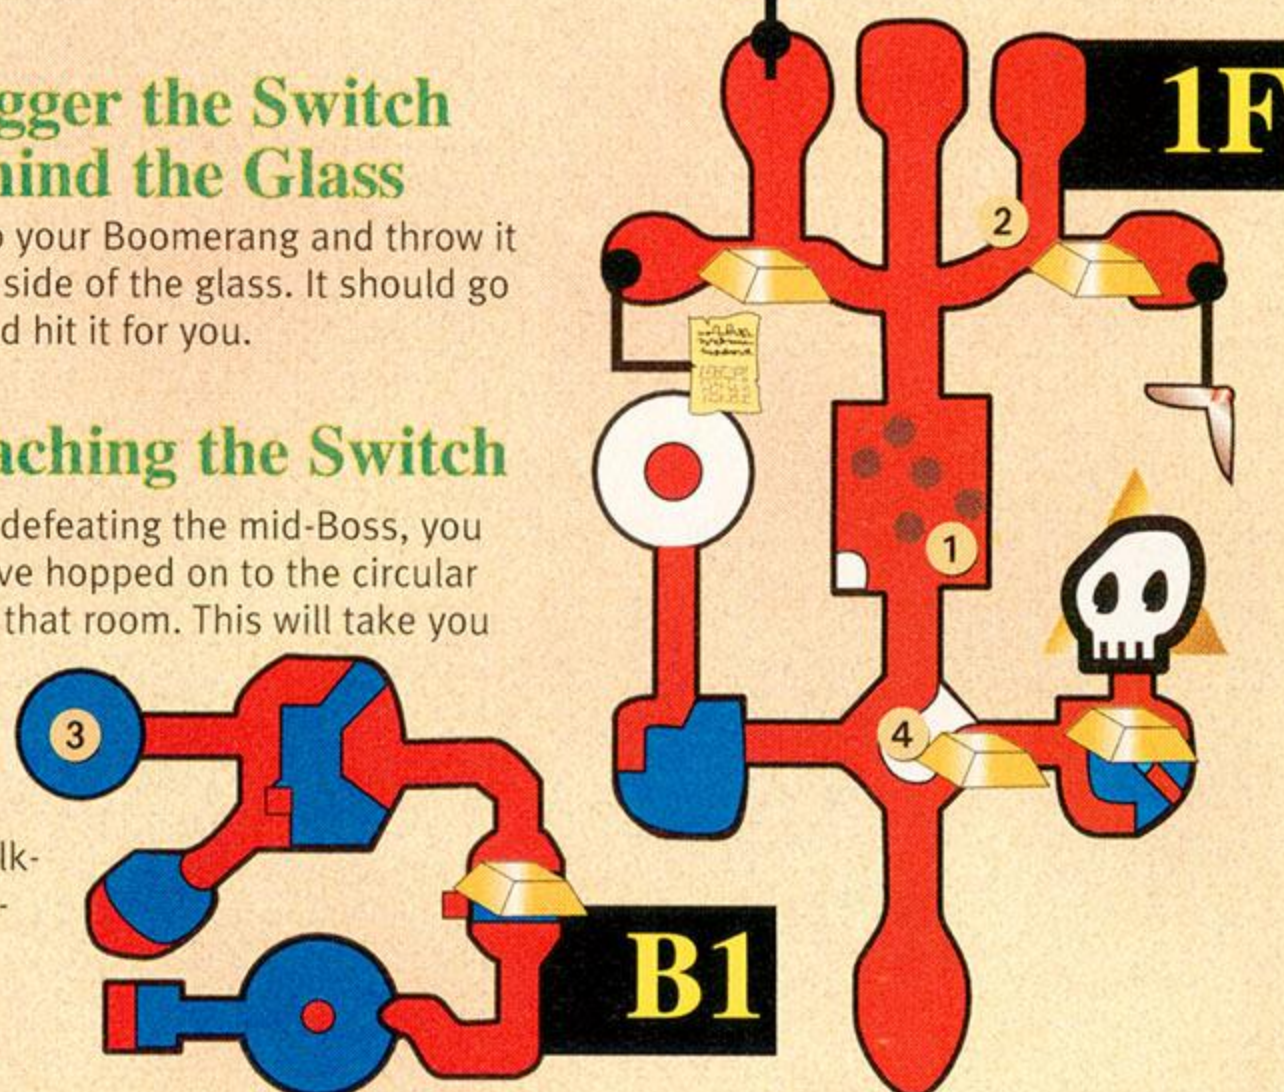 gger the Switch
hind the Glass
o your Boomerang and throw it
side of the glass. It should go
d hit it for you.
aching the Switch
defeating the mid-Boss, you
ve hopped on to the circular
that room. This will take you
lk-
-
1F
2
1
4
3
B1